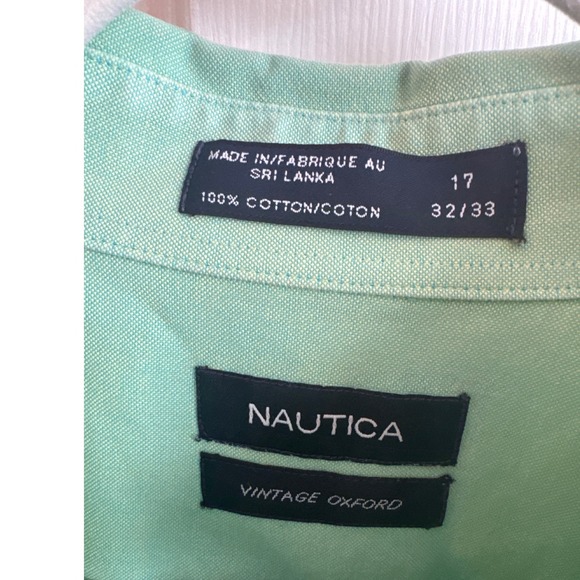 MADE IN/FABRIQUE AU
SRI LANKA
100% COTTON/COTON
17
32/33
NAUTICA
VINTAGE OXFORD